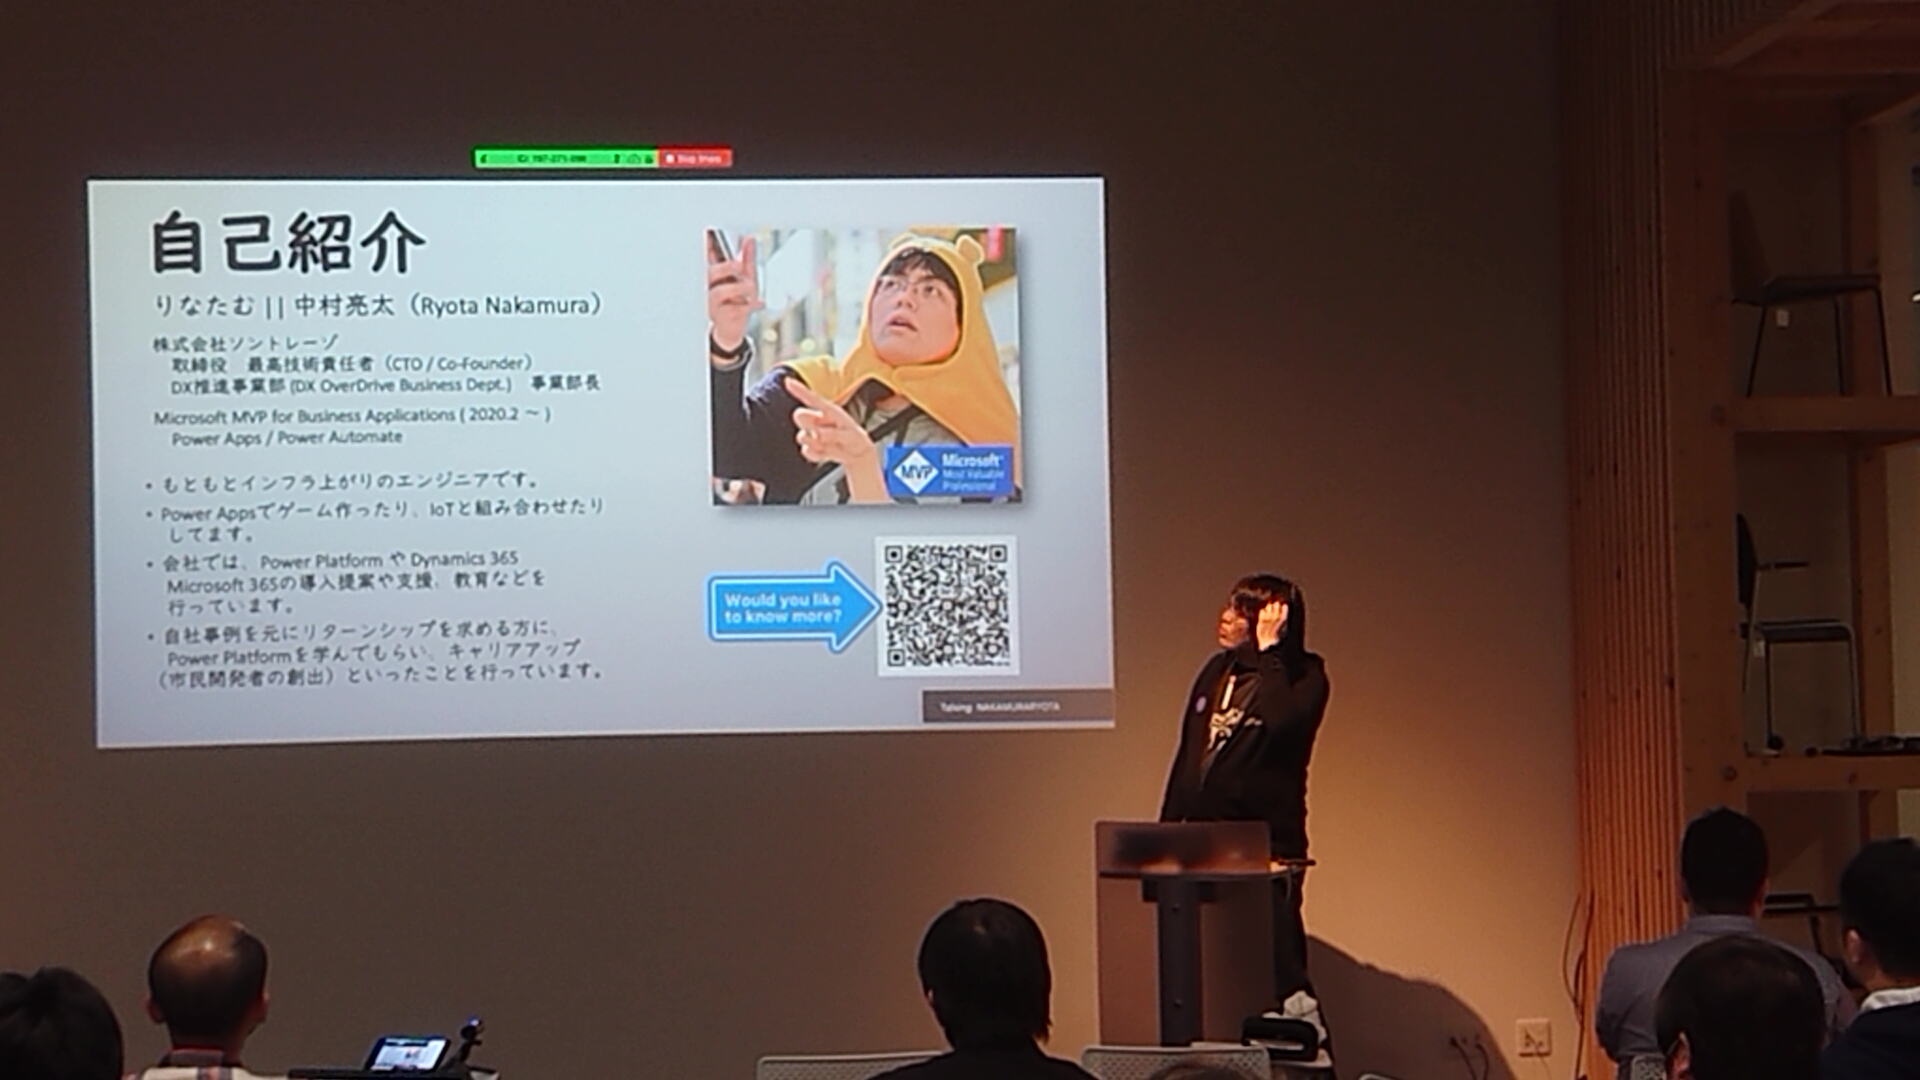 自己紹介
りなたむ || 中村亮太（Ryota Nakamura）
株式会社ソントレーゾ
取締役　最高技術責任者（CTO / Co-Founder）
DX推進事業部 (DX OverDrive Business Dept.)　事業部長
Microsoft MVP for Business Applications ( 2020.2 ～ )
Power Apps / Power Automate
• もともとインフラ上がりのエンジニアです。
• Power Appsでゲーム作ったり、IoTと組み合わせたり
してます。
• 会社では、Power Platform や Dynamics 365
Microsoft 365の導入提案や支援、教育などを
行っています。
• 自社事例を元にリターンシップを求める方に、
Power Platformを学んでもらい、キャリアアップ
（市民開発者の創出）といったことを行っています。
MVP
Microsoft®
Most Valuable
Professional
Would you like
to know more?
Talking: NAKAMURARYOTA